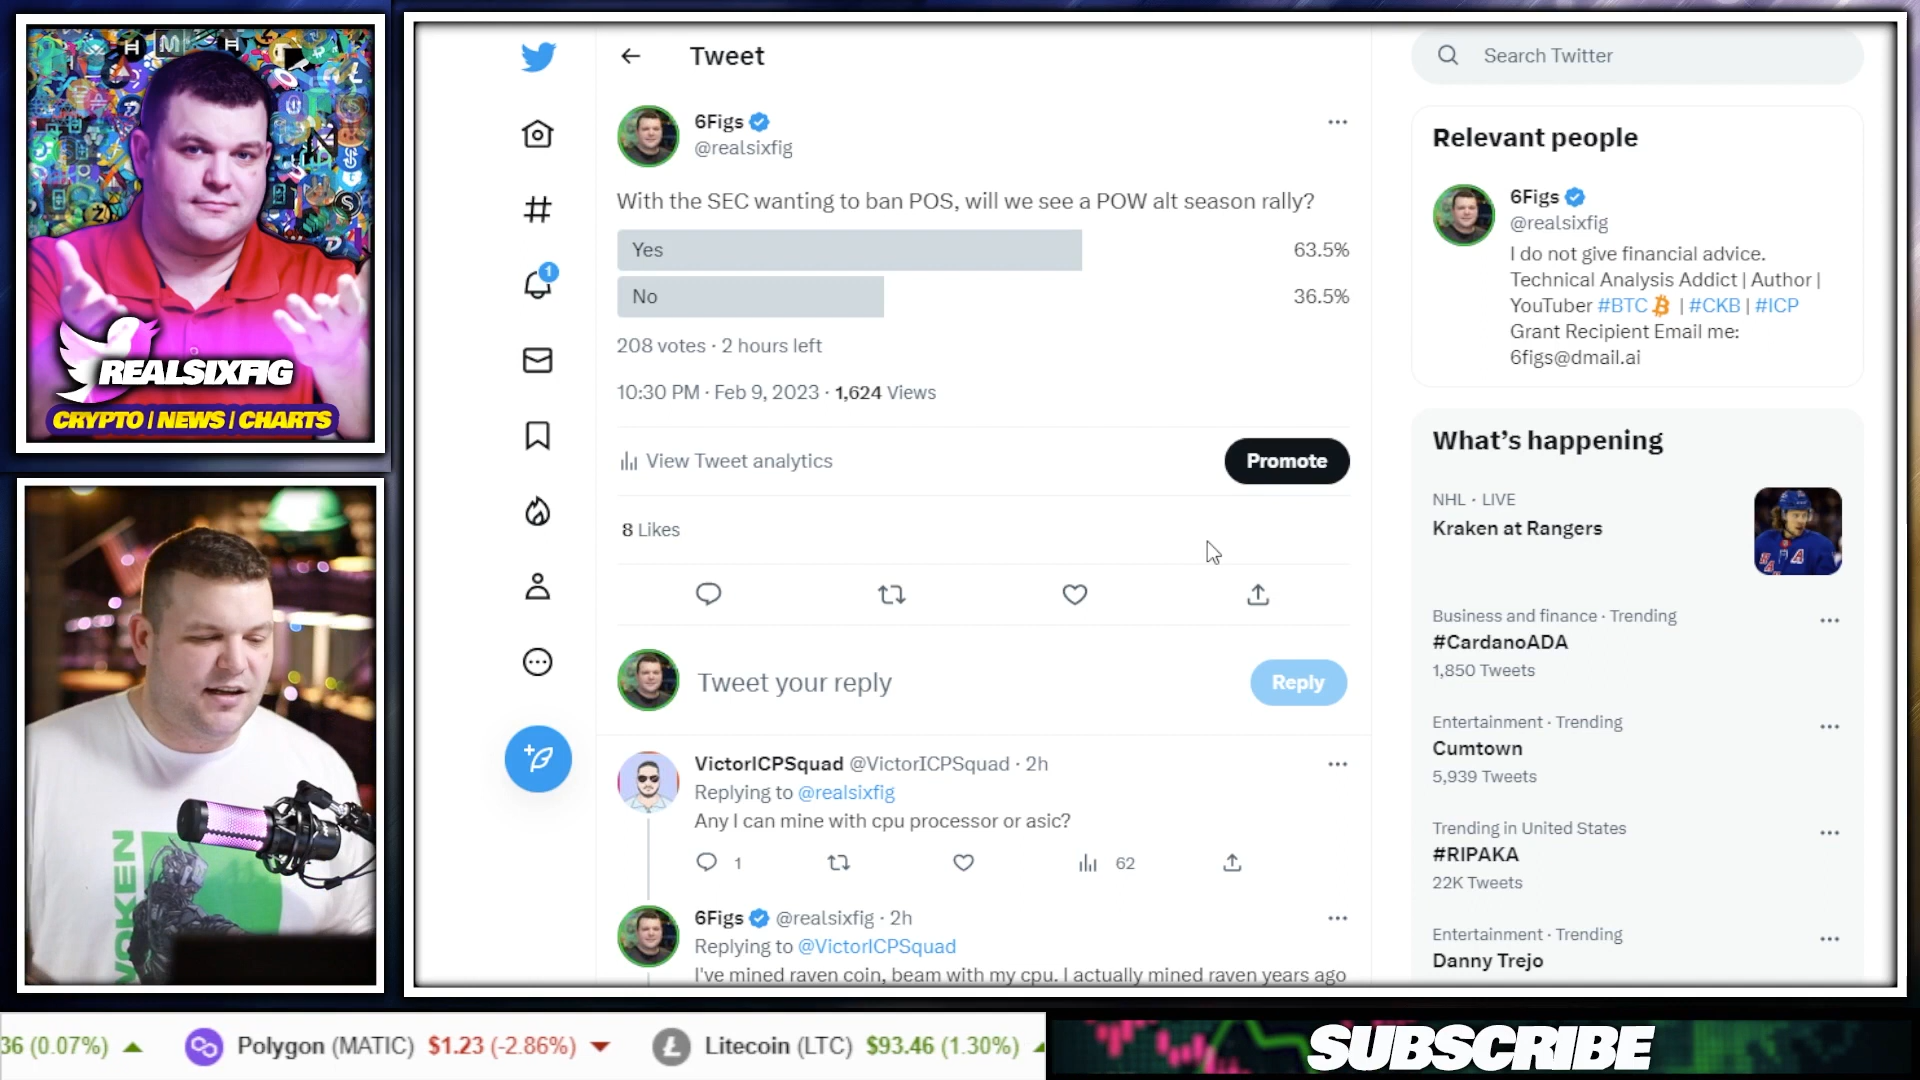 REALSIXFIG
CRYPTO | NEWS | CHARTS
Tweet
6Figs
@realsixfig
With the SEC wanting to ban POS, will we see a POW alt season rally?
Yes 63.5%
No 36.5%
208 votes · 2 hours left
10:30 PM · Feb 9, 2023 · 1,624 Views
View Tweet analytics
Promote
8 Likes
Tweet your reply
Reply
VictorICPSquad @VictorICPSquad · 2h
Replying to @realsixfig
Any I can mine with cpu processor or asic?
1
62
6Figs @realsixfig · 2h
Replying to @VictorICPSquad
I've mined raven coin, beam with my cpu. I actually mined raven years ago
1
Search Twitter
Relevant people
6Figs
@realsixfig
I do not give financial advice.
Technical Analysis Addict | Author |
YouTuber #BTC | #CKB | #ICP
Grant Recipient Email me:
6figs@dmail.ai
What's happening
NHL · LIVE
Kraken at Rangers
Business and finance · Trending
#CardanoADA
1,850 Tweets
Entertainment · Trending
Cumtown
5,939 Tweets
Trending in United States
#RIPAKA
22K Tweets
Entertainment · Trending
Danny Trejo
36 (0.07%) Polygon (MATIC) $1.23 (-2.86%) Litecoin (LTC) $93.46 (1.30%)
SUBSCRIBE